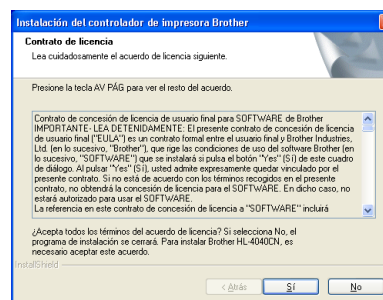 Instalación del controlador de impresora Brother
Contrato de licencia
Lea cuidadosamente el acuerdo de licencia siguiente.
Presione la tecla AV PÁG para ver el resto del acuerdo.
Contrato de concesión de licencia de usuario final para SOFTWARE de Brother
IMPORTANTE- LEA DETENIDAMENTE: El presente contrato de concesión de licencia
de usuario final ("EULA") es un contrato formal entre el usuario final y Brother Industries,
Ltd. (en lo sucesivo, "Brother"), que rige las condiciones de uso del software Brother (en
lo sucesivo, "SOFTWARE") que se instalará si pulsa el botón "Yes" (Sí) de este cuadro
de diálogo. Al pulsar "Yes" (Sí), usted admite expresamente quedar vinculado por el
presente contrato. Si no está de acuerdo con los términos recogidos en el presente
contrato, no obtendrá la concesión de licencia para el SOFTWARE. En dicho caso, no
estará autorizado para usar el SOFTWARE.
La referencia en este contrato de concesión de licencia a "SOFTWARE" incluirá
¿Acepta todos los términos del acuerdo de licencia? Si selecciona No, el
programa de instalación se cerrará. Para instalar Brother HL-4040CN, es
necesario aceptar este acuerdo.
InstallShield
< Atrás
Sí
No